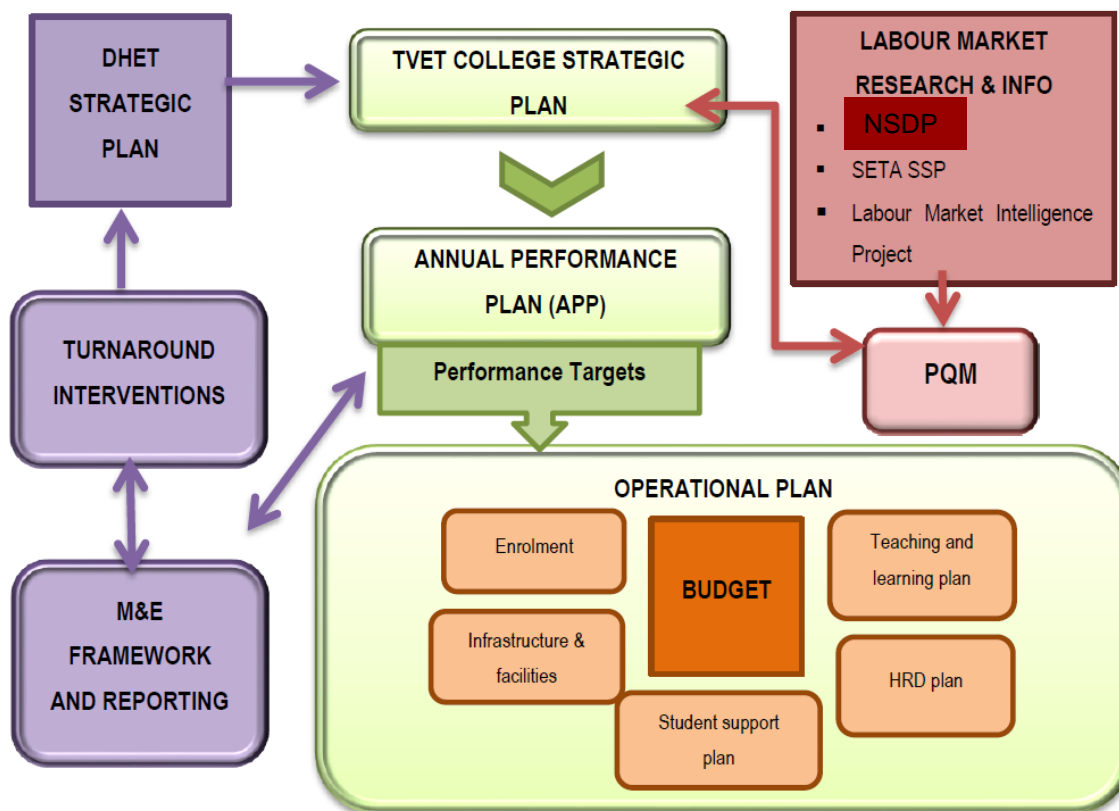 DHET
STRATEGIC
PLAN
TVET COLLEGE STRATEGIC
PLAN
LABOUR MARKET
RESEARCH & INFO
▪ NSDP
▪ SETA SSP
▪ Labour Market Intelligence
Project
ANNUAL PERFORMANCE
PLAN (APP)
Performance Targets
TURNAROUND
INTERVENTIONS
PQM
M&E
FRAMEWORK
AND REPORTING
OPERATIONAL PLAN
Enrolment
BUDGET
Teaching and
learning plan
Infrastructure &
facilities
HRD plan
Student support
plan